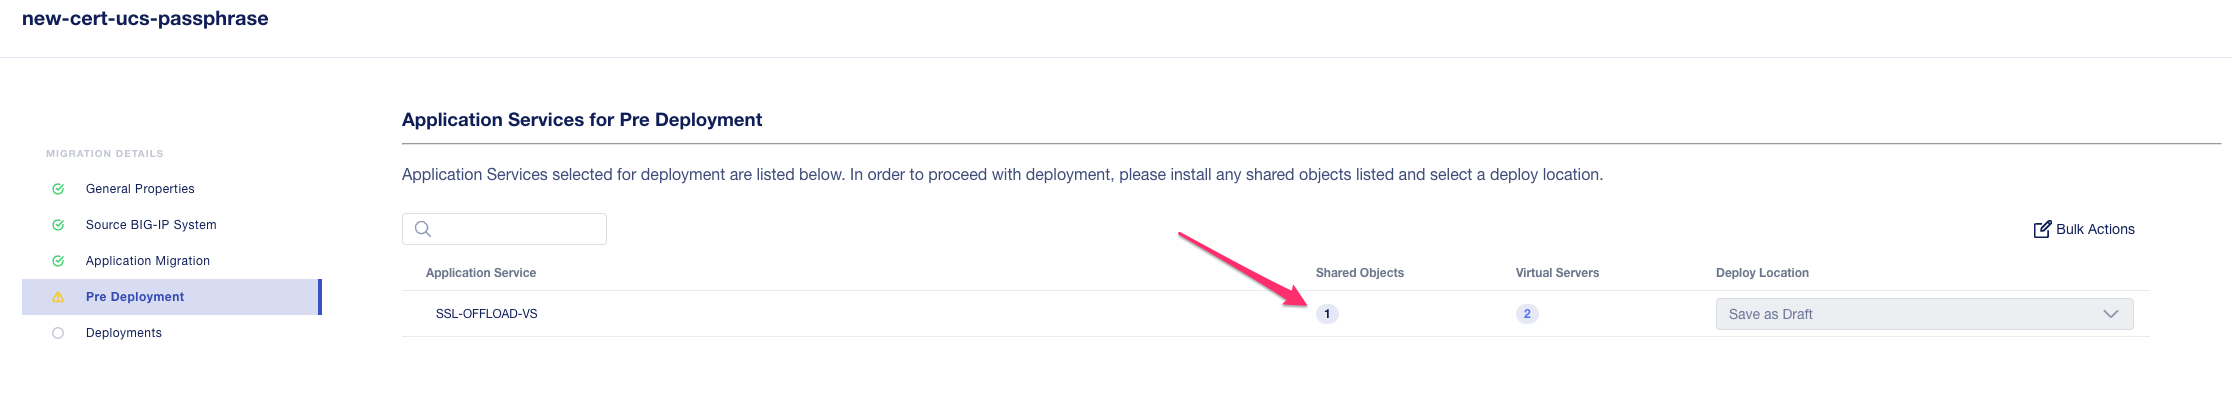 new-cert-ucs-passphrase
MIGRATION DETAILS
General Properties
Source BIG-IP System
Application Migration
Pre Deployment
Deployments
Application Services for Pre Deployment
Application Services selected for deployment are listed below. In order to proceed with deployment, please install any shared objects listed and select a deploy location.
Bulk Actions
Application Service Shared Objects Virtual Servers Deploy Location
SSL-OFFLOAD-VS 1 2 Save as Draft